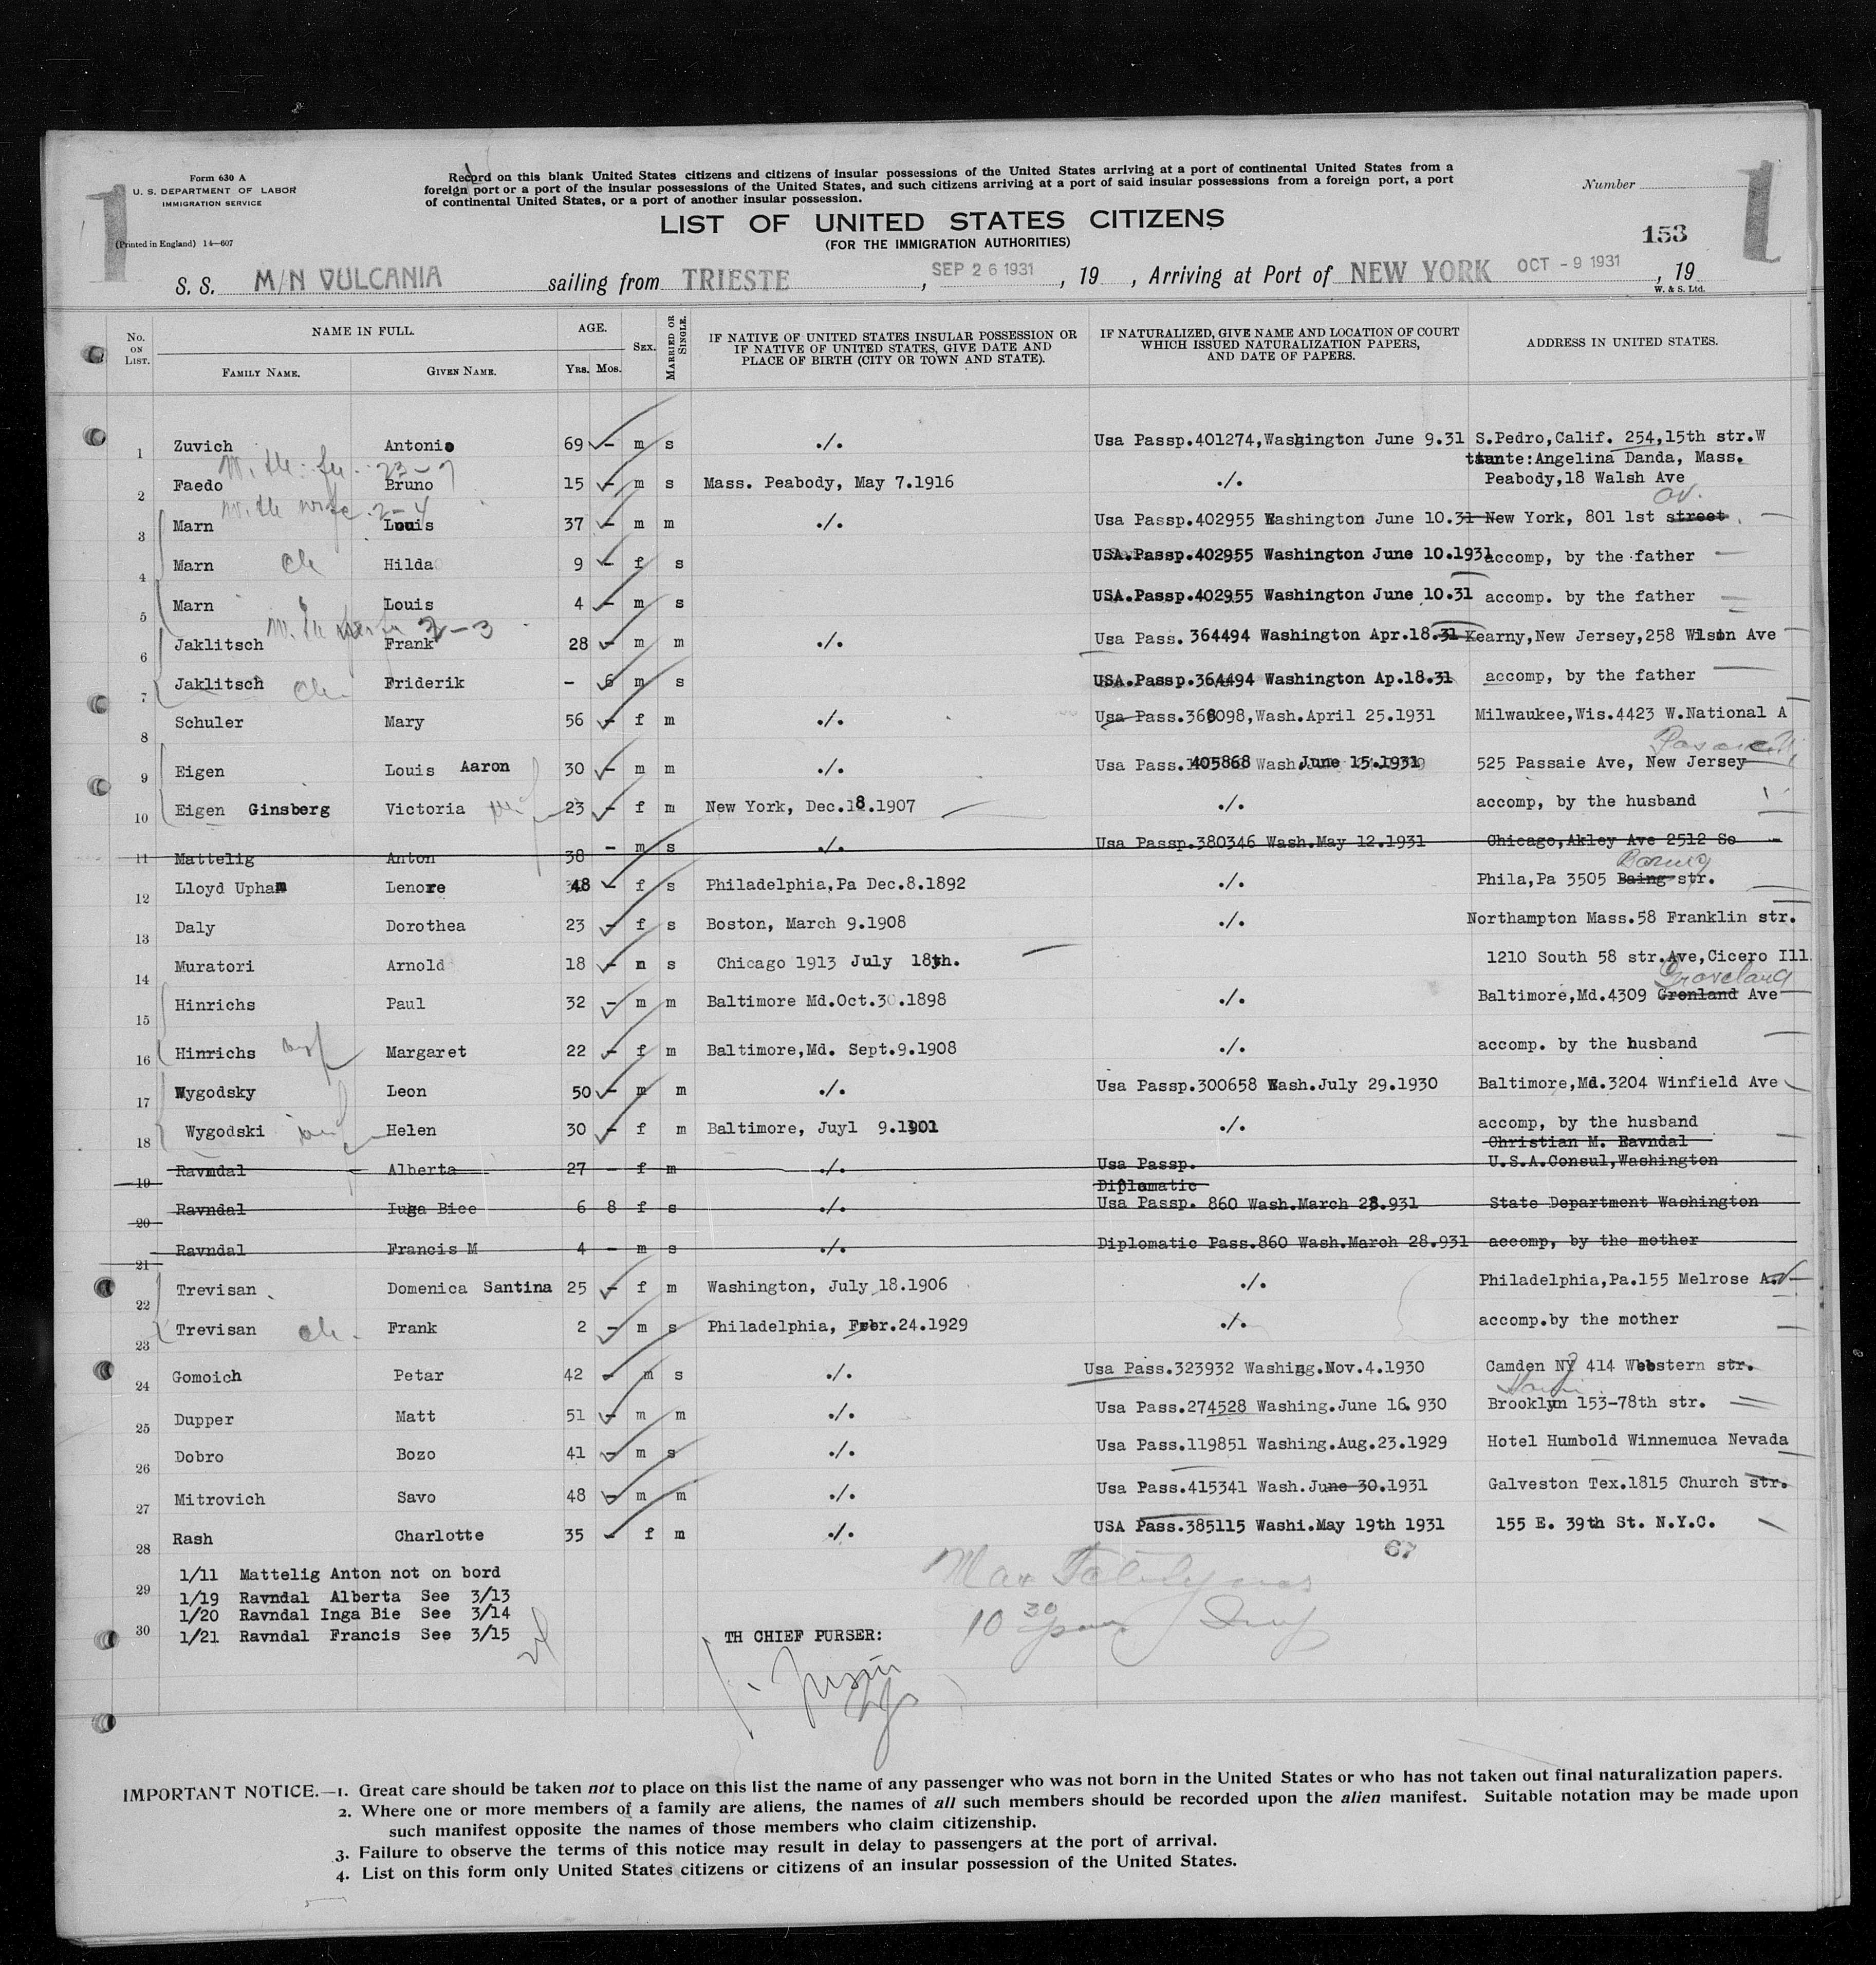 Form 630 A
U. S. DEPARTMENT OF LABOR
IMMIGRATION SERVICE
(Printed in England) 14—607
1
Record on this blank United States citizens and citizens of insular possessions of the United States arriving at a port of continental United States from a
foreign port or a port of the insular possessions of the United States, and such citizens arriving at a port of said insular possessions from a foreign port, a port
of continental United States, or a port of another insular possession.
Number
1
LIST OF UNITED STATES CITIZENS
(FOR THE IMMIGRATION AUTHORITIES)
153
S. S. M/N VULCANIA sailing from TRIESTE, SEP 26 1931, 19 , Arriving at Port of NEW YORK OCT - 9 1931, 19
W. & S. Ltd.
No. ON LIST. NAME IN FULL. FAMILY NAME. GIVEN NAME. AGE. YRS. MOS. SEX. MARRIED OR SINGLE. IF NATIVE OF UNITED STATES INSULAR POSSESSION OR IF NATIVE OF UNITED STATES, GIVE DATE AND PLACE OF BIRTH (CITY OR TOWN AND STATE). IF NATURALIZED, GIVE NAME AND LOCATION OF COURT WHICH ISSUED NATURALIZATION PAPERS, AND DATE OF PAPERS. ADDRESS IN UNITED STATES.
1 Zuvich Antonio 69 - m s ./. Usa Passp.401274,Washington June 9.31 S.Pedro,Calif. 254,15th str.W
23-7
tante:Angelina Danda, Mass.
2 Faedo Bruno 15 - m s Mass. Peabody, May 7.1916 ./. Peabody,18 Walsh Ave
With wife 2-4
av.
3 Marn Louis 37 - m m ./. Usa Passp.402955 Washington June 10.31 New York, 801 1st street
4 Marn ch Hilda 9 - f s USA.Passp.402955 Washington June 10.1931 accomp, by the father
5 Marn Louis 4 - m s USA.Passp.402955 Washington June 10.31 accomp. by the father
2-3
6 Jaklitsch Frank 28 - m m ./. Usa Pass. 364494 Washington Apr.18.31 Kearny,New Jersey,258 Wilson Ave
7 Jaklitsch ch Friderik - 6 m s USA.Passp.364494 Washington Ap.18.31 accomp, by the father
8 Schuler Mary 56 - f m ./. Usa Pass.368098,Wash.April 25.1931 Milwaukee,Wis.4423 W.National A
9 Eigen Louis Aaron 30 - m m ./. Usa Pass.405868 Wash.June 15.1931 525 Passaie Ave, New Jersey
10 Eigen Ginsberg Victoria 23 - f m New York, Dec.18.1907 ./. accomp, by the husband
11 Mattelig Anton 38 - m s ./. Usa Passp.380346 Wash.May 12.1931 Chicago,Akley Ave 2512 So
Baring
12 Lloyd Upham Lenore 48 - f s Philadelphia,Pa Dec.8.1892 ./. Phila,Pa 3505 Baing str.
13 Daly Dorothea 23 - f s Boston, March 9.1908 ./. Northampton Mass.58 Franklin str.
14 Muratori Arnold 18 - m s Chicago 1913 July 18th. 1210 South 58 str.Ave,Cicero Ill
Groveland
15 Hinrichs Paul 32 - m m Baltimore Md.Oct.30.1898 ./. Baltimore,Md.4309 Gronland Ave
16 Hinrichs wif Margaret 22 - f m Baltimore,Md. Sept.9.1908 ./. accomp. by the husband
17 Wygodsky Leon 50 - m m ./. Usa Passp.300658 Wash.July 29.1930 Baltimore,Md.3204 Winfield Ave
18 Wygodski Helen 30 - f m Baltimore, Juyl 9.1901 ./. accomp, by the husband
Christian M. Ravndal
19 Ravndal Alberta 27 - f m ./. Usa Passp. U.S.A.Consul,Washington
Diplomatic
20 Ravndal Iuga Bice 6 8 f s ./. Usa Passp. 860 Wash.March 28.931 State Department Washington
21 Ravndal Francis M 4 - m s ./. Diplomatic Pass.860 Wash.March 28.931 accomp, by the mother
22 Trevisan Domenica Santina 25 - f m Washington, July 18.1906 ./. Philadelphia,Pa.155 Melrose A.
23 Trevisan ch. Frank 2 - m s Philadelphia, Febr.24.1929 ./. accomp.by the mother
24 Gomoich Petar 42 - m s ./. Usa Pass.323932 Washing.Nov.4.1930 Camden NJ 414 Webstern str.
25 Dupper Matt 51 - m m ./. Usa Pass.274528 Washing.June 16.930 Brooklyn 153-78th str.
26 Dobro Bozo 41 - m s ./. Usa Pass.119851 Washing.Aug.23.1929 Hotel Humbold Winnemuca Nevada
27 Mitrovich Savo 48 - m m ./. Usa Pass.415341 Wash.June 30.1931 Galveston Tex.1815 Church str.
28 Rash Charlotte 35 - f m ./. USA Pass.385115 Washi.May 19th 1931 155 E. 39th St. N.Y.C.
67
1/11 Mattelig Anton not on bord
29 1/19 Ravndal Alberta See 3/13
1/20 Ravndal Inga Bie See 3/14
30 1/21 Ravndal Francis See 3/15
TH CHIEF PURSER:
10 30
IMPORTANT NOTICE.—1. Great care should be taken not to place on this list the name of any passenger who was not born in the United States or who has not taken out final naturalization papers.
2. Where one or more members of a family are aliens, the names of all such members should be recorded upon the alien manifest. Suitable notation may be made upon
such manifest opposite the names of those members who claim citizenship.
3. Failure to observe the terms of this notice may result in delay to passengers at the port of arrival.
4. List on this form only United States citizens or citizens of an insular possession of the United States.